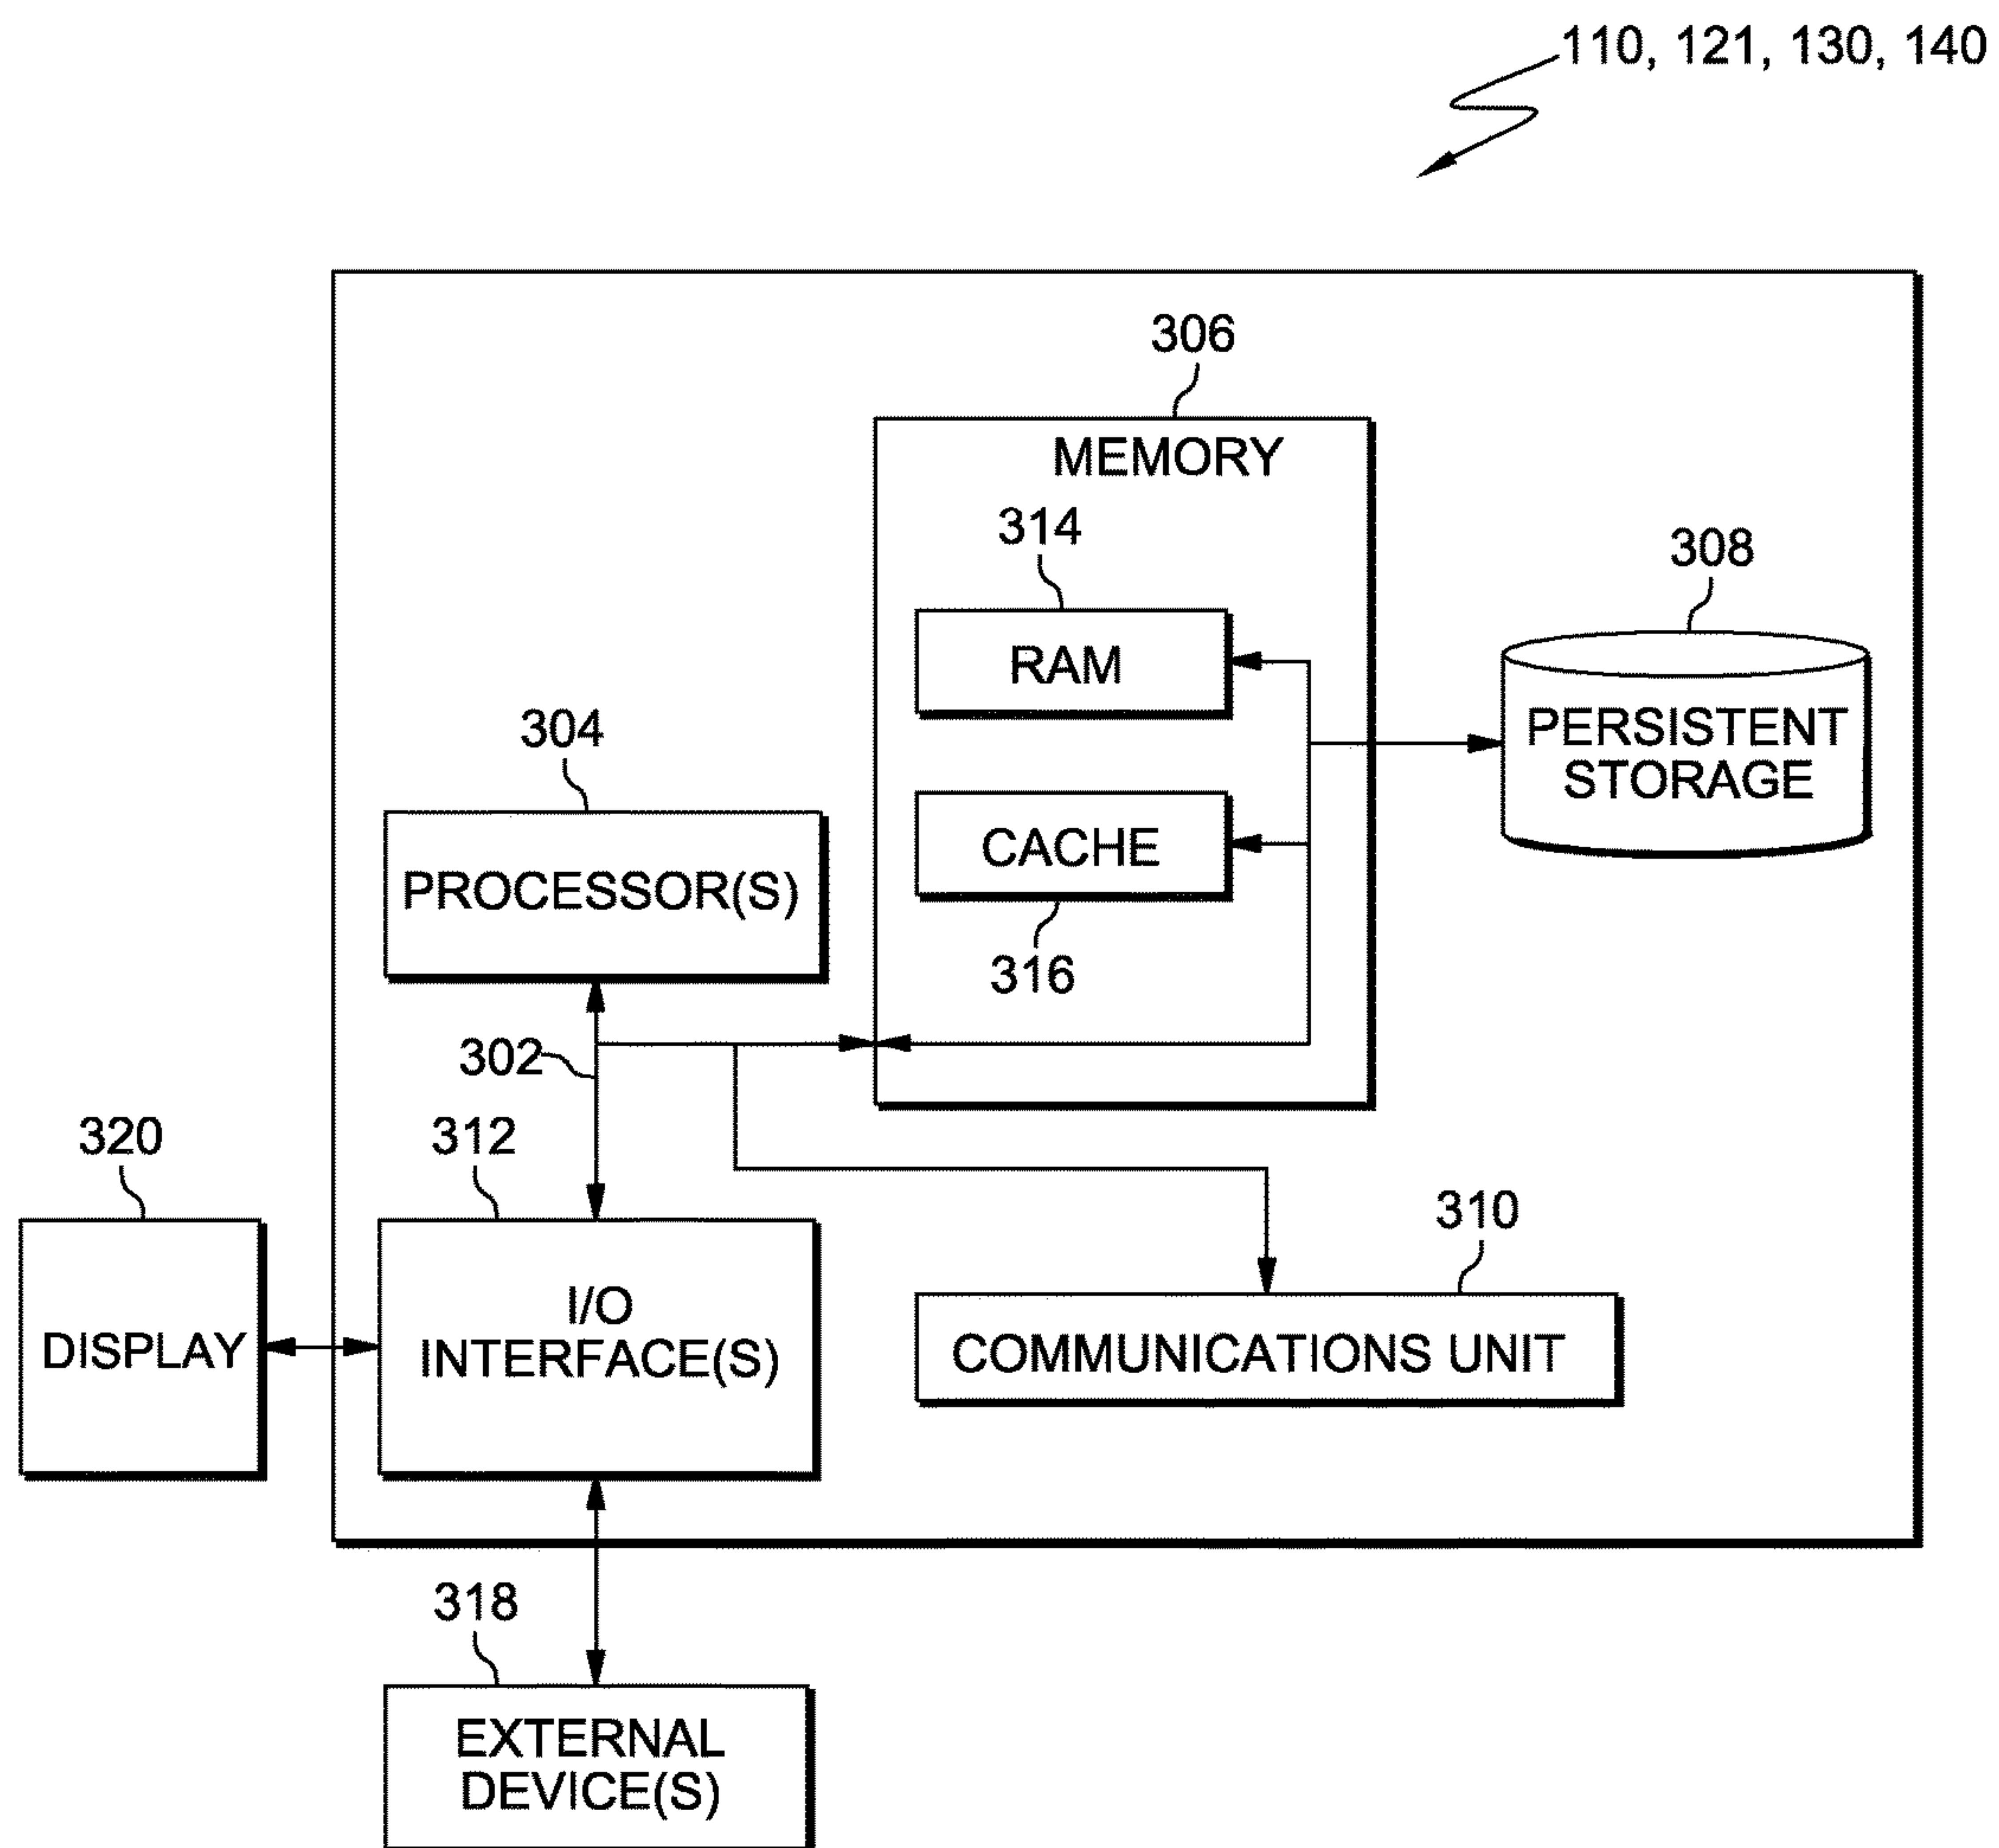 110, 121, 130, 140
306
MEMORY
314
308
RAM
304
PERSISTENT
STORAGE
CACHE
PROCESSOR(S)
316
302
320
312
310
I/O
INTERFACE(S)
DISPLAY
COMMUNICATIONS UNIT
318
EXTERNAL
DEVICE(S)